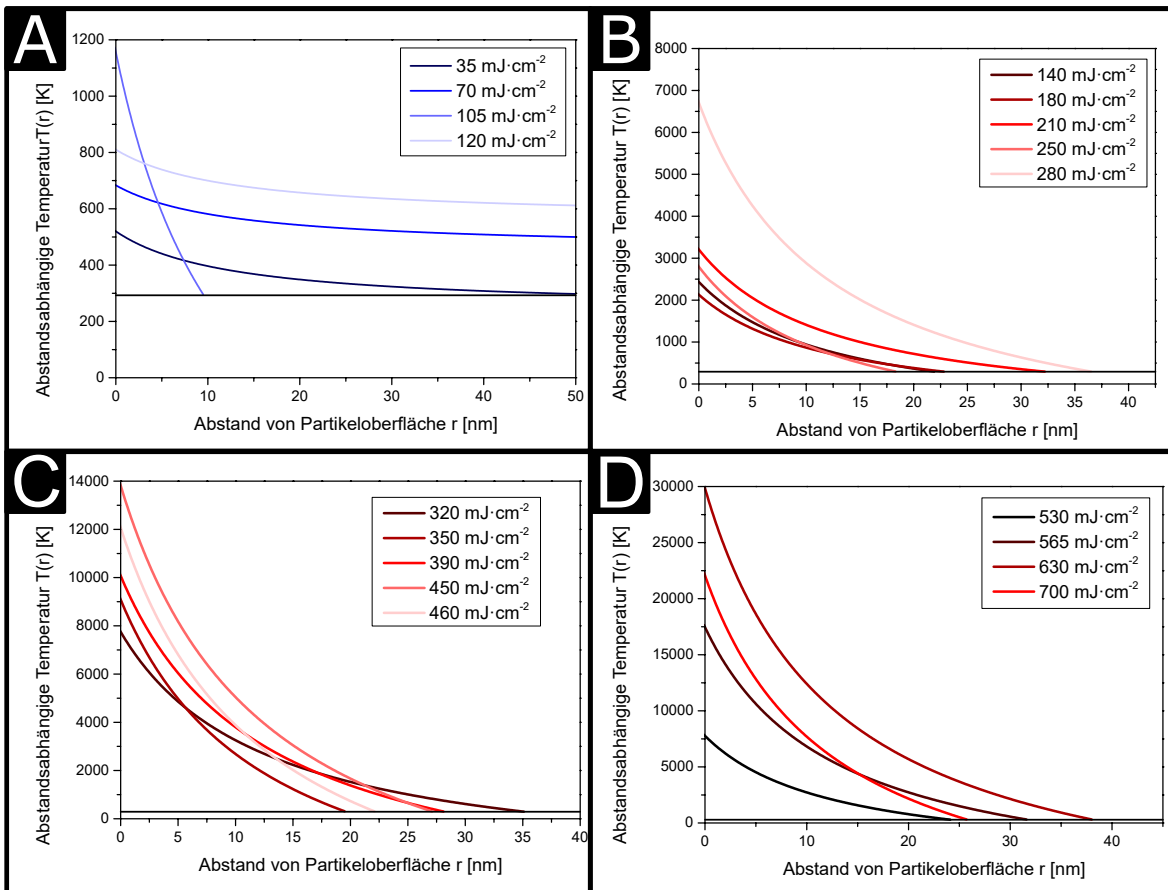 A
Abstandsabhängige Temperatur T(r) [K]
1200
1000
800
600
400
200
0
0 10 20 30 40 50
Abstand von Partikeloberfläche r [nm]
35 mJ·cm-2
70 mJ·cm-2
105 mJ·cm-2
120 mJ·cm-2
B
Abstandsabhängige Temperatur T(r) [K]
8000
7000
6000
5000
4000
3000
2000
1000
0
0 5 10 15 20 25 30 35 40
Abstand von Partikeloberfläche r [nm]
140 mJ·cm-2
180 mJ·cm-2
210 mJ·cm-2
250 mJ·cm-2
280 mJ·cm-2
C
Abstandsabhängige Temperatur T(r) [K]
14000
12000
10000
8000
6000
4000
2000
0
0 5 10 15 20 25 30 35 40
Abstand von Partikeloberfläche r [nm]
320 mJ·cm-2
350 mJ·cm-2
390 mJ·cm-2
450 mJ·cm-2
460 mJ·cm-2
D
Abstandsabhängige Temperatur T(r) [K]
30000
25000
20000
15000
10000
5000
0
0 10 20 30 40
Abstand von Partikeloberfläche r [nm]
530 mJ·cm-2
565 mJ·cm-2
630 mJ·cm-2
700 mJ·cm-2